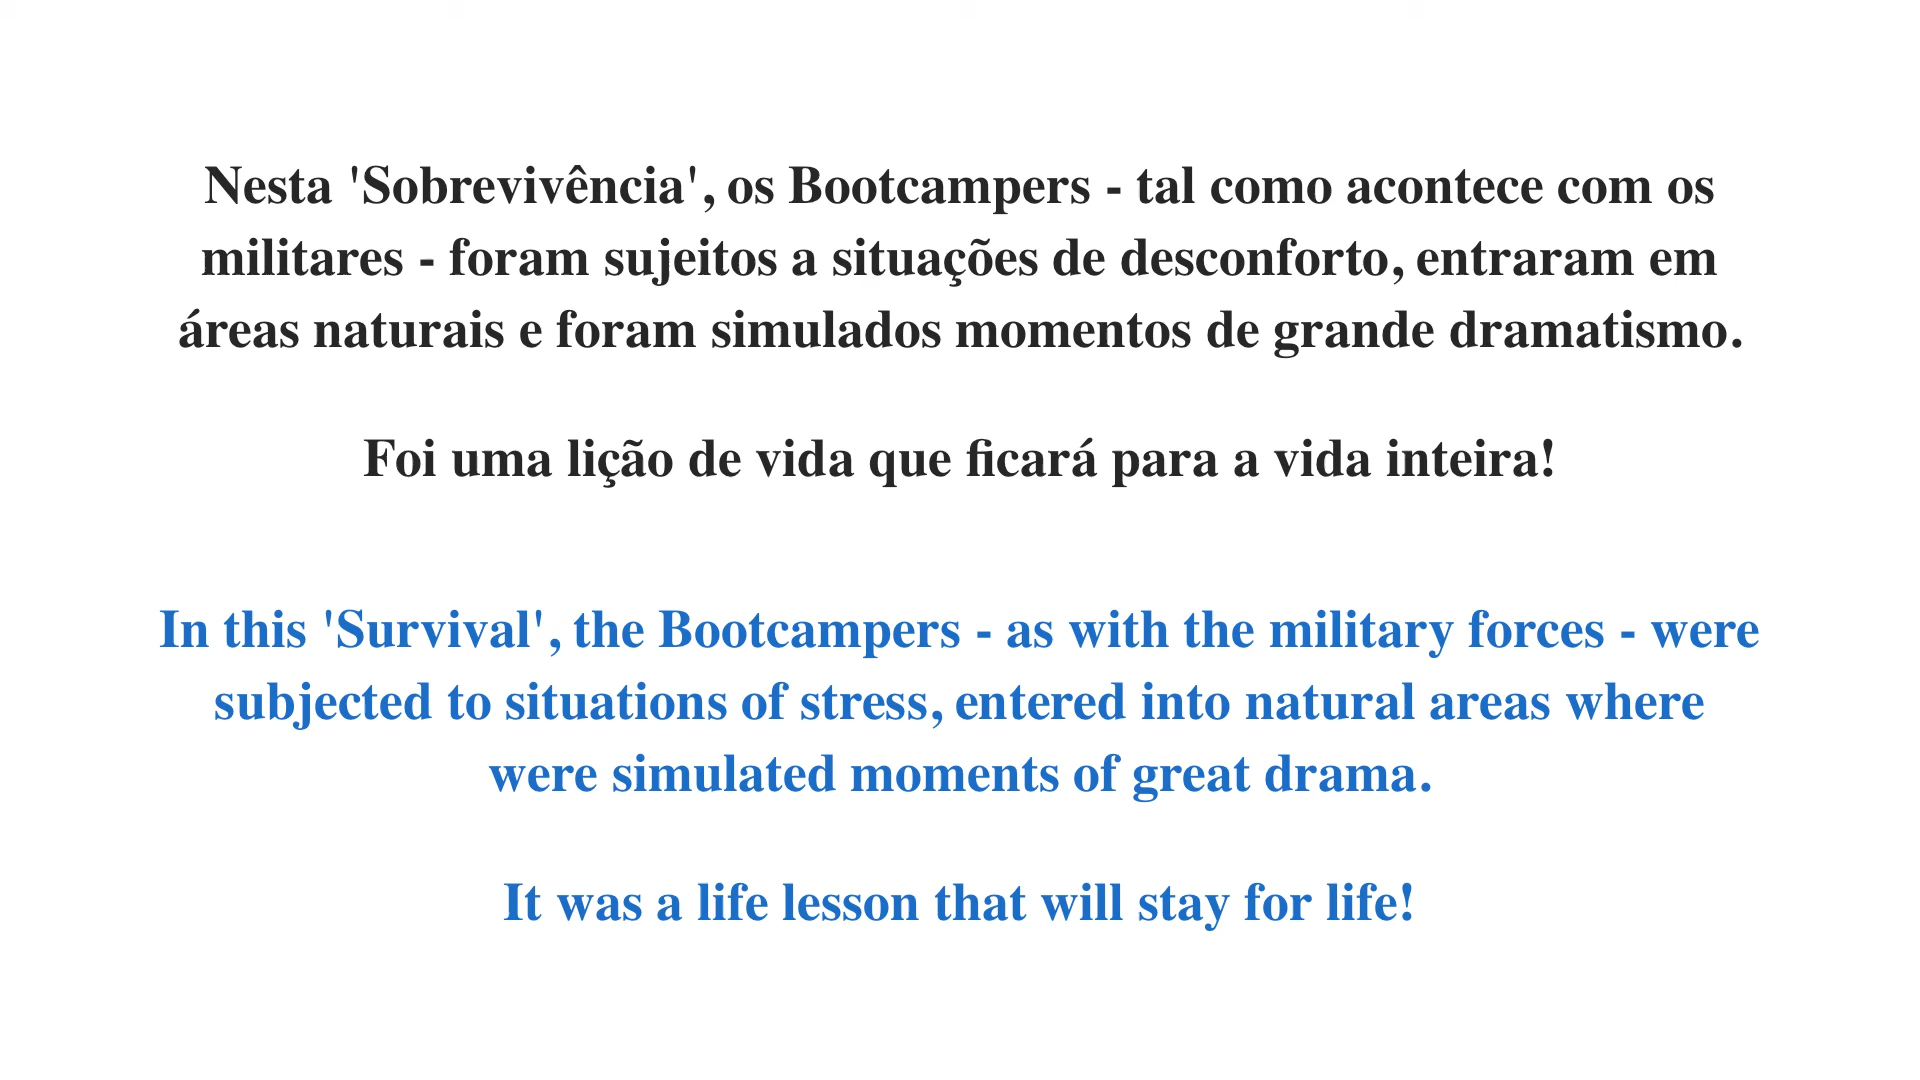 Nesta 'Sobrevivência', os Bootcampers - tal como acontece com os
militares - foram sujeitos a situações de desconforto, entraram em
áreas naturais e foram simulados momentos de grande dramatismo.
Foi uma lição de vida que ficará para a vida inteira!
In this 'Survival', the Bootcampers - as with the military forces - were
subjected to situations of stress, entered into natural areas where
were simulated moments of great drama.
It was a life lesson that will stay for life!